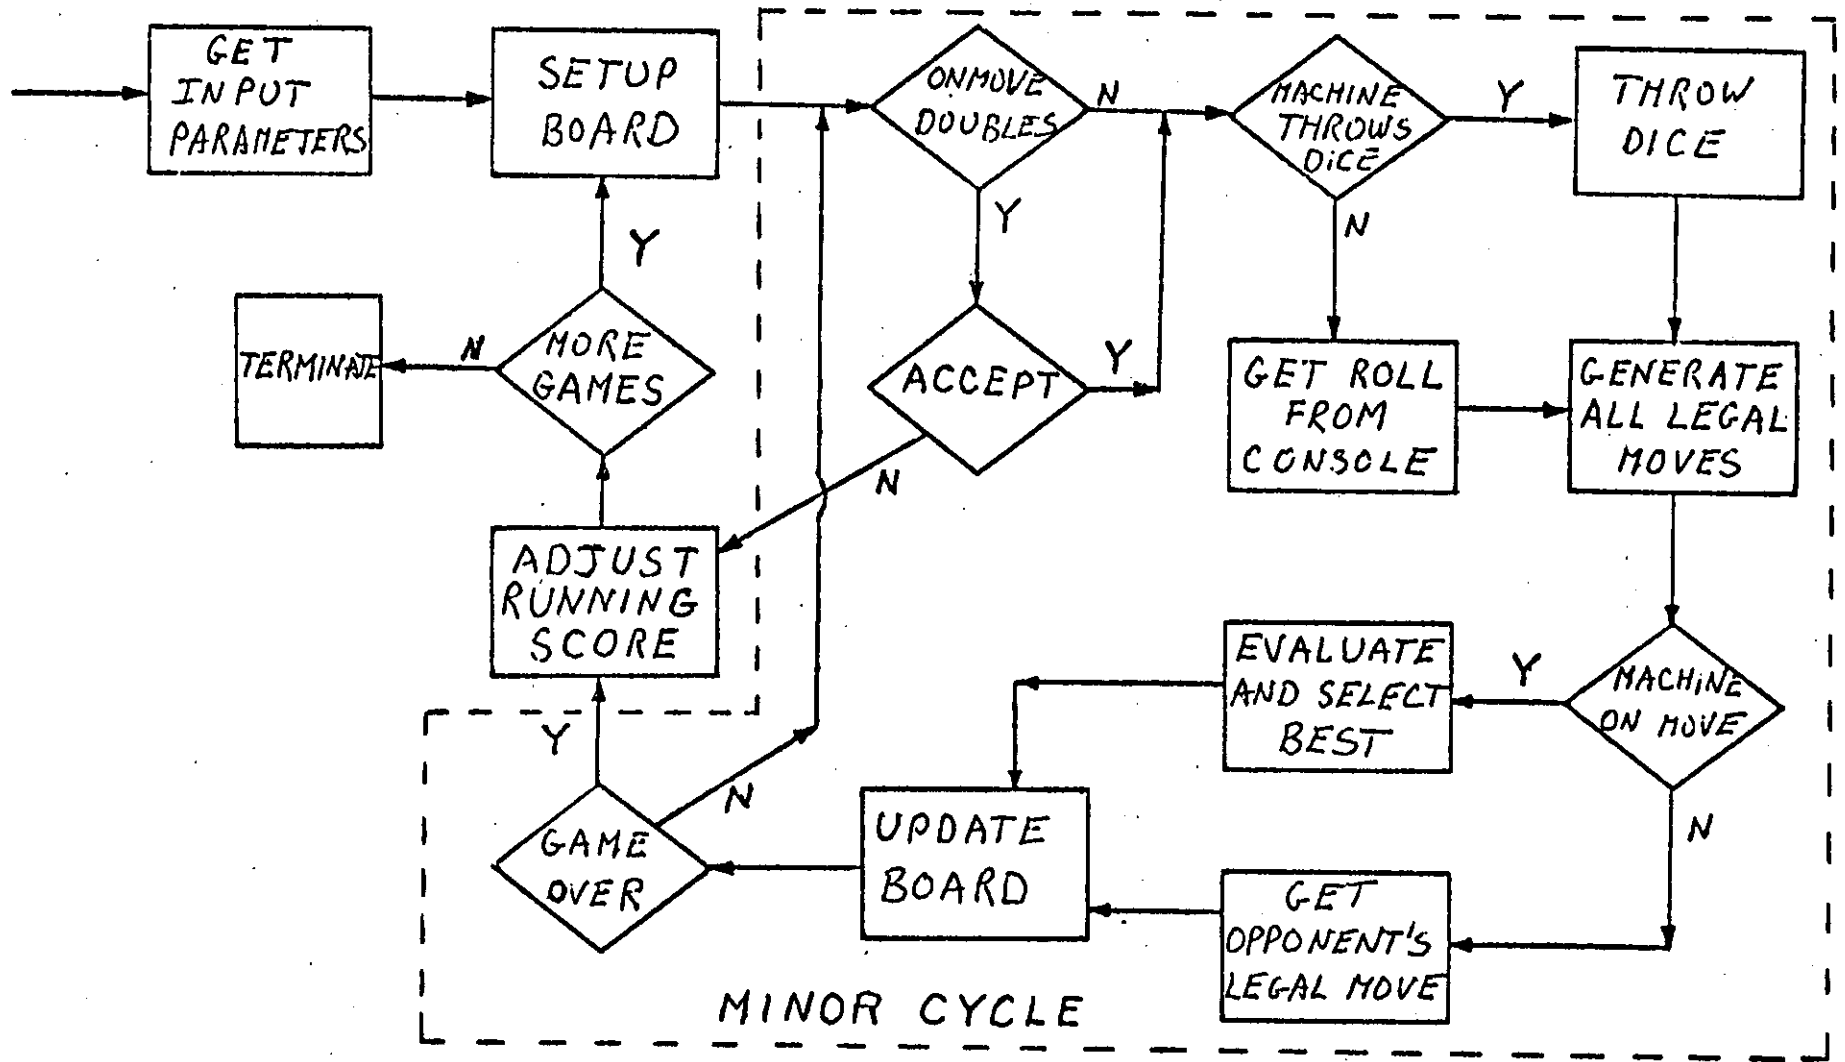 GET
INPUT
PARAMETERS
SETUP
BOARD
ONMOVE
DOUBLES
N
Y
MACHINE
THROWS
DICE
Y
N
THROW
DICE
Y
TERMINATE
N
MORE
GAMES
ACCEPT
Y
N
GET ROLL
FROM
CONSOLE
GENERATE
ALL LEGAL
MOVES
ADJUST
RUNNING
SCORE
EVALUATE
AND SELECT
BEST
Y
MACHINE
ON MOVE
N
Y
N
GAME
OVER
UPDATE
BOARD
GET
OPPONENT'S
LEGAL MOVE
MINOR CYCLE